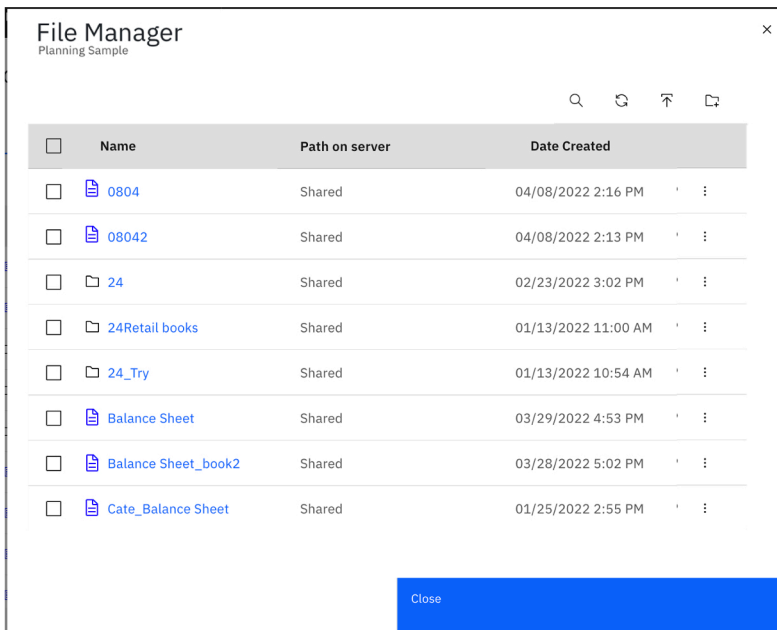 File Manager
Planning Sample
Name Path on server Date Created
0804 Shared 04/08/2022 2:16 PM
08042 Shared 04/08/2022 2:13 PM
24 Shared 02/23/2022 3:02 PM
24Retail books Shared 01/13/2022 11:00 AM
24_Try Shared 01/13/2022 10:54 AM
Balance Sheet Shared 03/29/2022 4:53 PM
Balance Sheet_book2 Shared 03/28/2022 5:02 PM
Cate_Balance Sheet Shared 01/25/2022 2:55 PM
Close